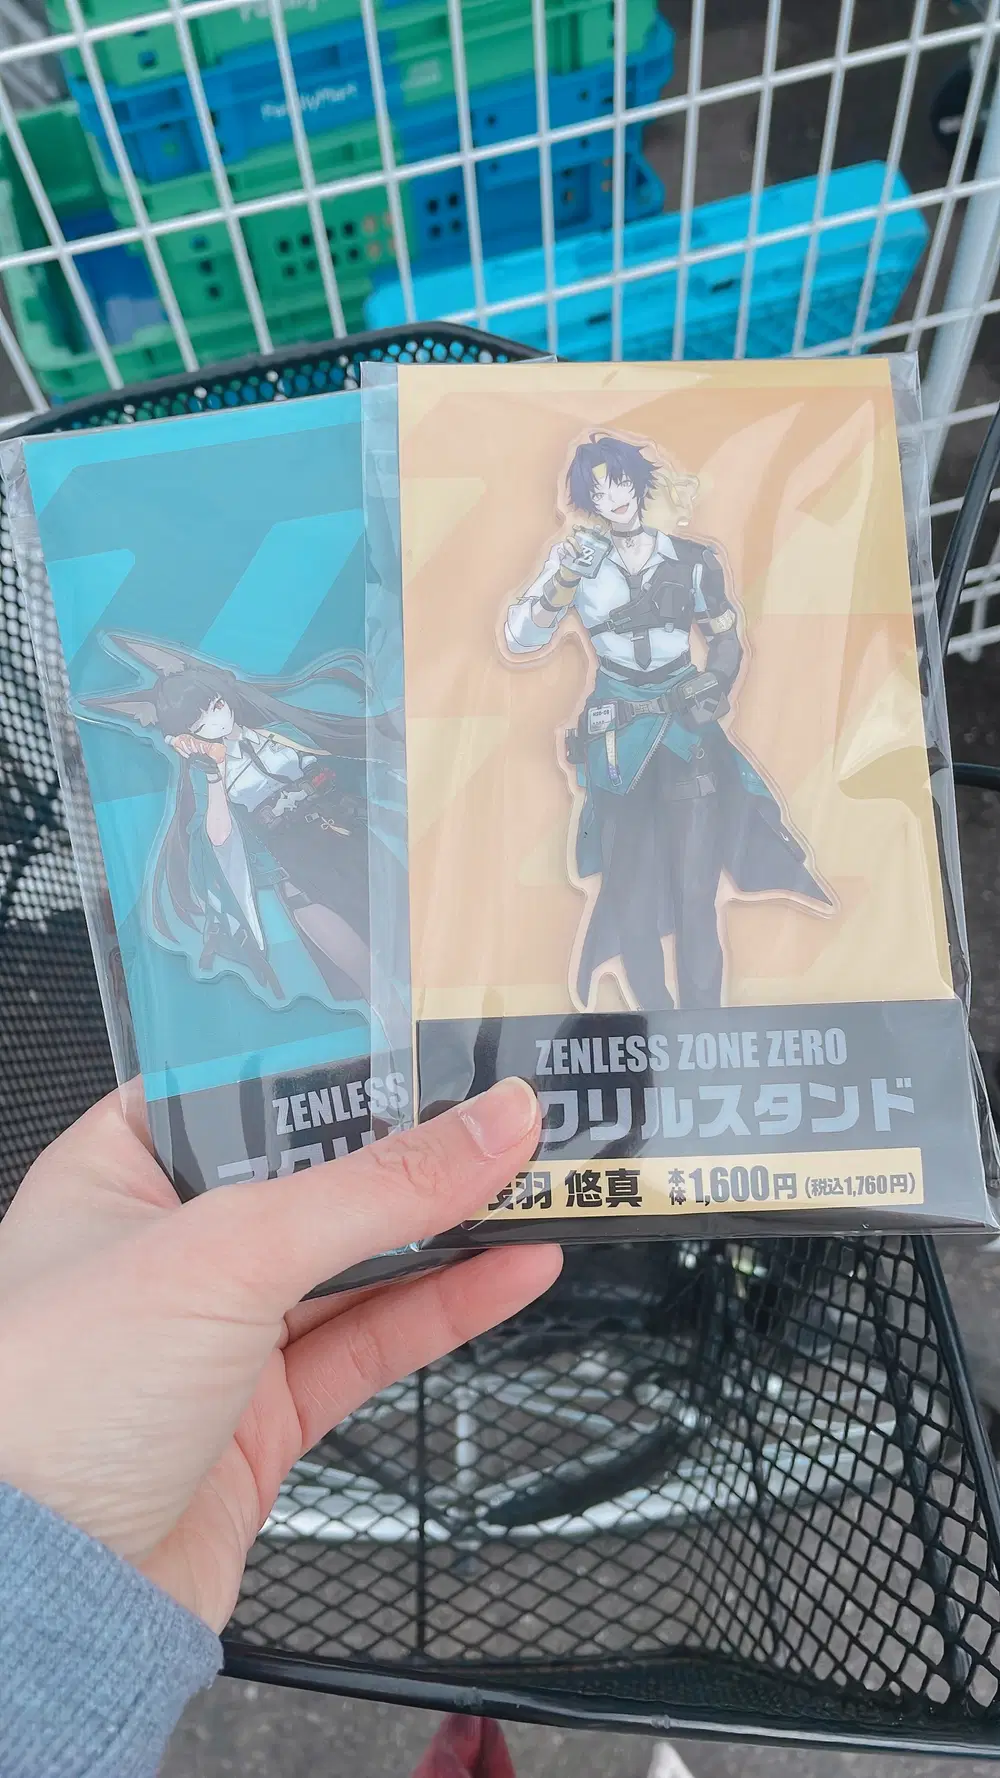 FamilyMart
ZENLESS
ZENLESS ZONE ZERO
クリルスタンド
羽 悠真 本体 1,600円 (税込1,760円)